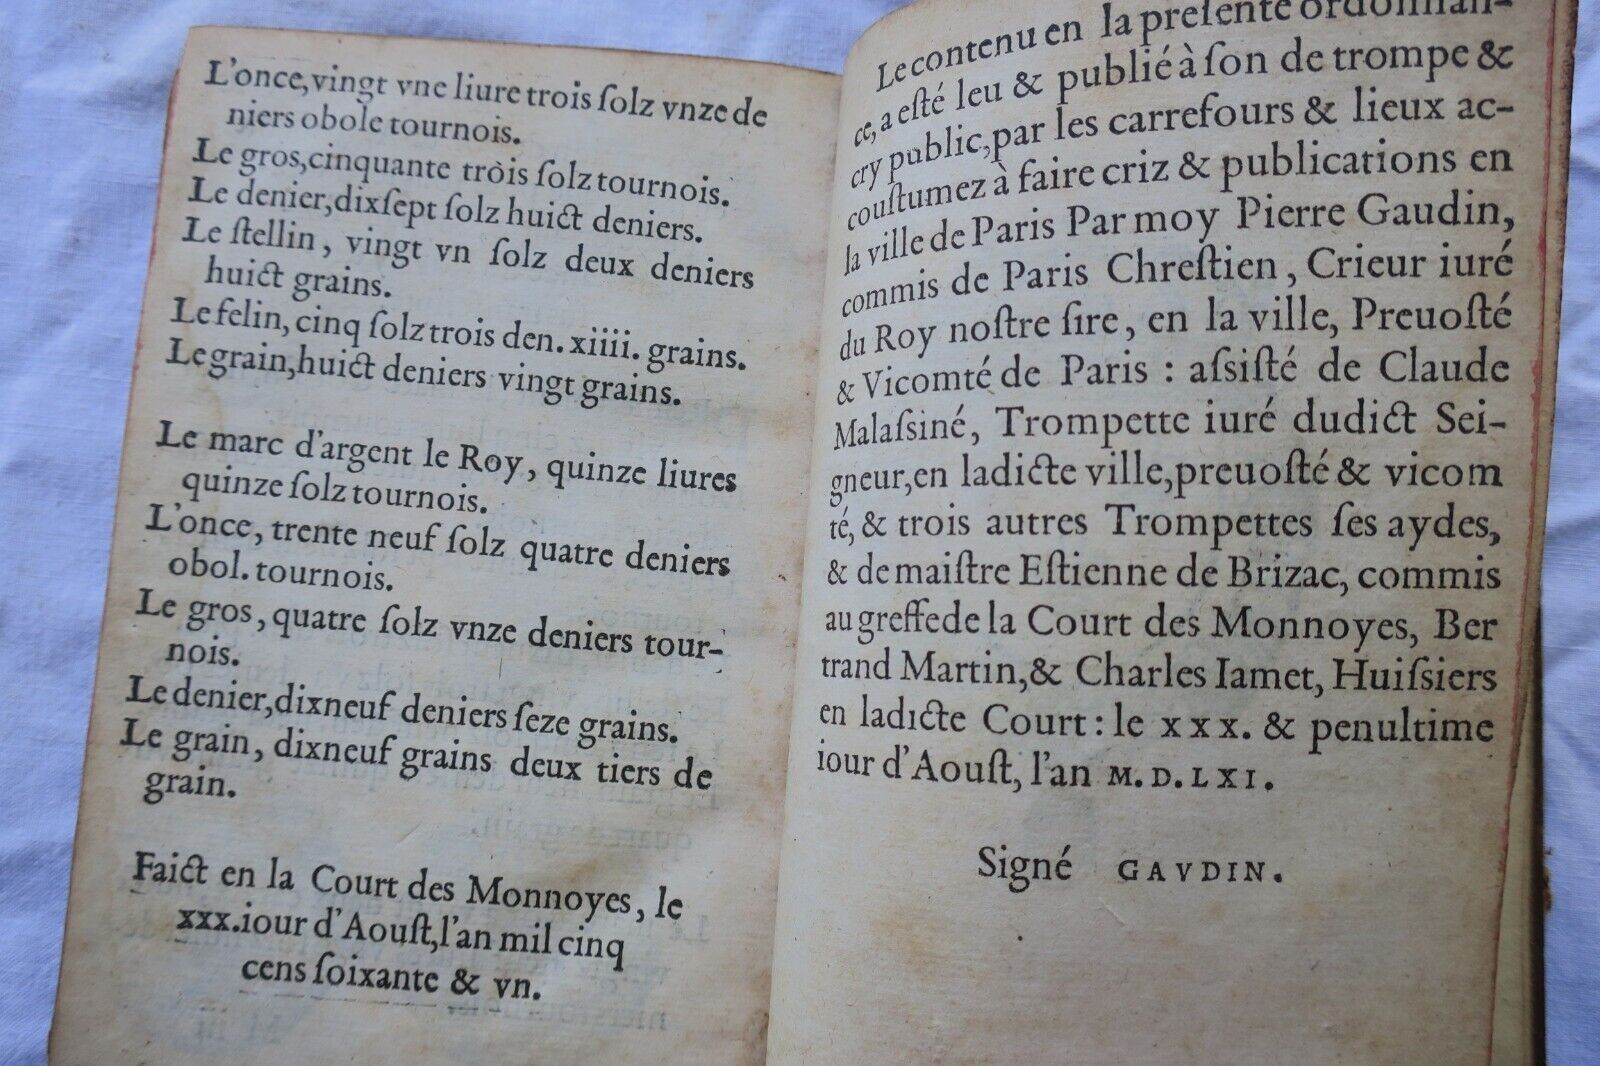 L'once,vingt vne liure trois ſolz vnze de
niers obole tournois.
Le gros,cinquante trois ſolz tournois.
Le denier,dixſept ſolz huict deniers.
Le ſtellin, vingt vn ſolz deux deniers
huict grains.
Le felin, cinq ſolz trois den. xiiii. grains.
Le grain,huict deniers vingt grains.
Le marc d'argent le Roy, quinze liures
quinze ſolz tournois.
L'once, trente neuf ſolz quatre deniers
obol. tournois.
Le gros, quatre ſolz vnze deniers tour-
nois.
Le denier,dixneuf deniers ſeze grains.
Le grain, dixneuf grains deux tiers de
grain.
Faict en la Court des Monnoyes, le
xxx.iour d'Aouſt,l'an mil cinq
cens ſoixante & vn.
Le contenu en la preſente ordonnan-
ce, a eſté leu & publié à ſon de trompe &
cry public,par les carrefours & lieux ac-
couſtumez à faire criz & publications en
la ville de Paris Par moy Pierre Gaudin,
commis de Paris Chreſtien, Crieur iuré
du Roy noſtre ſire, en la ville, Preuoſté
& Vicomté de Paris : aſsiſté de Claude
Malaſsiné, Trompette iuré dudict Sei-
gneur,en ladicte ville,preuoſté & vicom
té, & trois autres Trompettes ſes aydes,
& de maiſtre Eſtienne de Brizac, commis
au greffe de la Court des Monnoyes, Ber
trand Martin,& Charles Iamet, Huiſsiers
en ladicte Court : le xxx. & penultime
iour d'Aouſt, l'an M. D. LXI.
Signé GAVDIN.